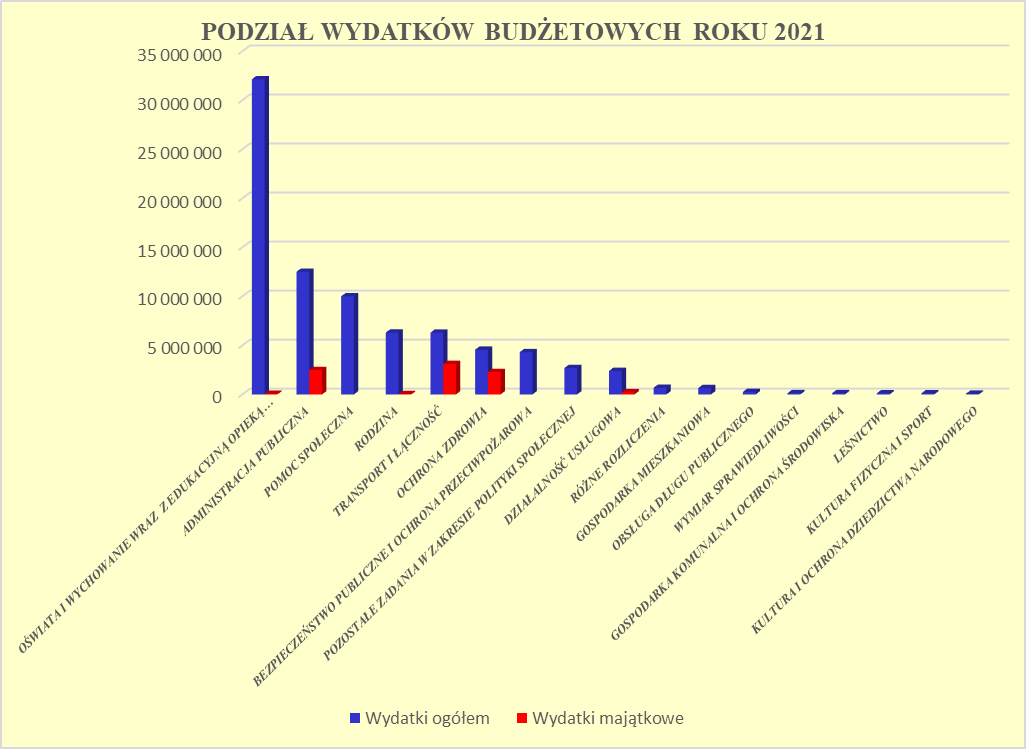 PODZIAŁ WYDATKÓW BUDŻETOWYCH ROKU 2021
35 000 000
30 000 000
25 000 000
20 000 000
15 000 000
10 000 000
5 000 000
0
OŚWIATA I WYCHOWANIE WRAZ Z EDUKACYJNA OPIEKA...
ADMINISTRACJA PUBLICZNA
POMOC SPOŁECZNA
RODZINA
TRANSPORT I ŁĄCZNOŚĆ
OCHRONA ZDROWIA
BEZPIECZEŃSTWO PUBLICZNE I OCHRONA PRZECIWPOŻAROWA
POZOSTAŁE ZADANIA W ZAKRESIE POLITYKI SPOŁECZNEJ
DZIAŁALNOŚĆ USŁUGOWA
RÓŻNE ROZLICZENIA
GOSPODARKA MIESZKANIOWA
OBSŁUGA DŁUGU PUBLICZNEGO
WYMIAR SPRAWIEDLIWOŚCI
GOSPODARKA KOMUNALNA I OCHRONA ŚRODOWISKA
LEŚNICTWO
KULTURA FIZYCZNA I SPORT
KULTURA I OCHRONA DZIEDZICTWA NARODOWEGO
Wydatki ogółem
Wydatki majątkowe